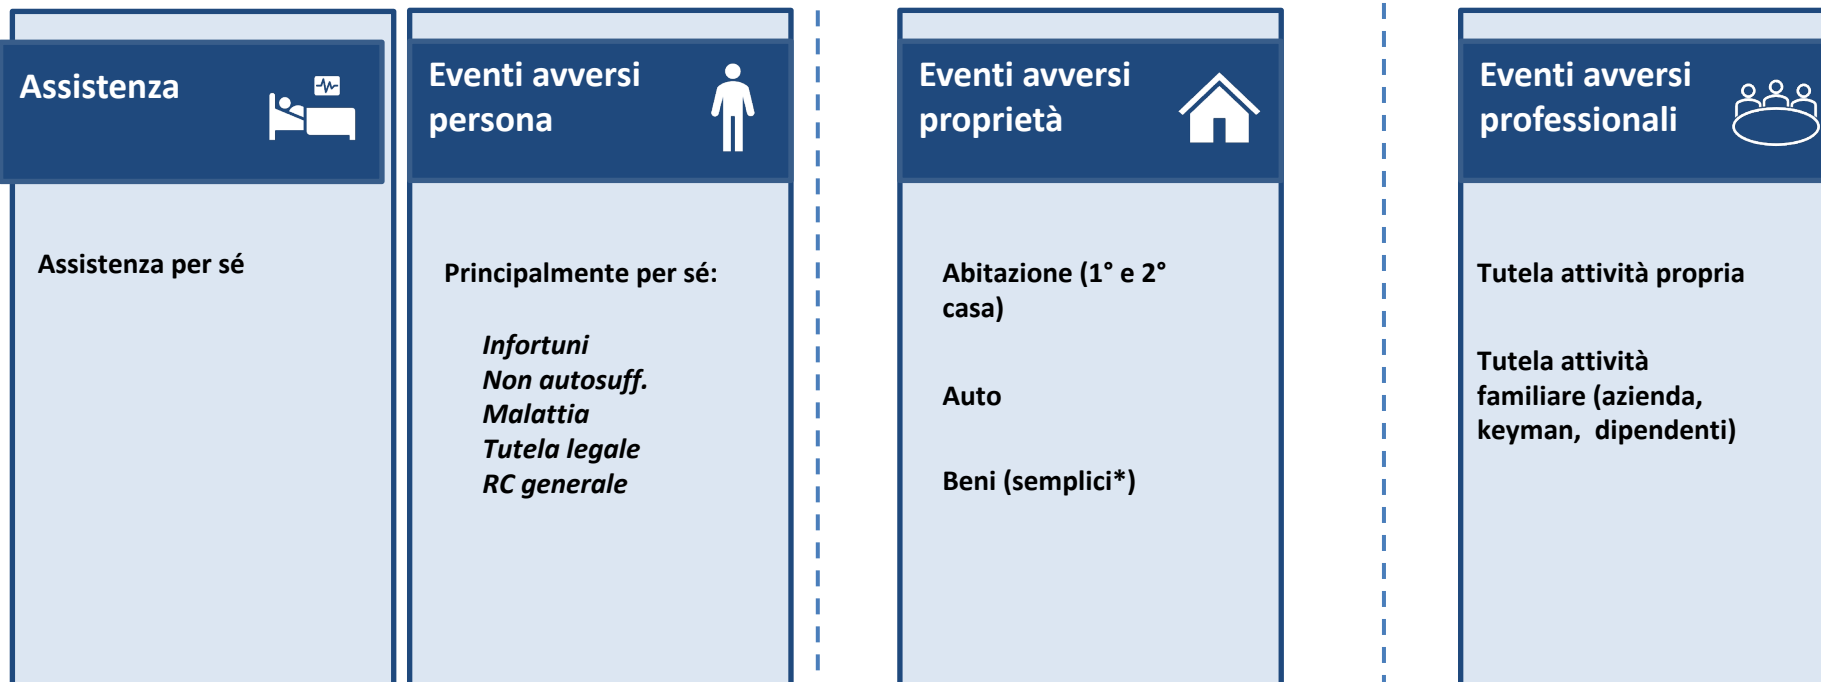 Assistenza
Assistenza per sé
Eventi avversi
persona
Principalmente per sé:
Infortuni
Non autosuff.
Malattia
Tutela legale
RC generale
Eventi avversi
proprietà
Abitazione (1° e 2°
casa)
Auto
Beni (semplici*)
Eventi avversi
professionali
Tutela attività propria
Tutela attività
familiare (azienda,
keyman, dipendenti)